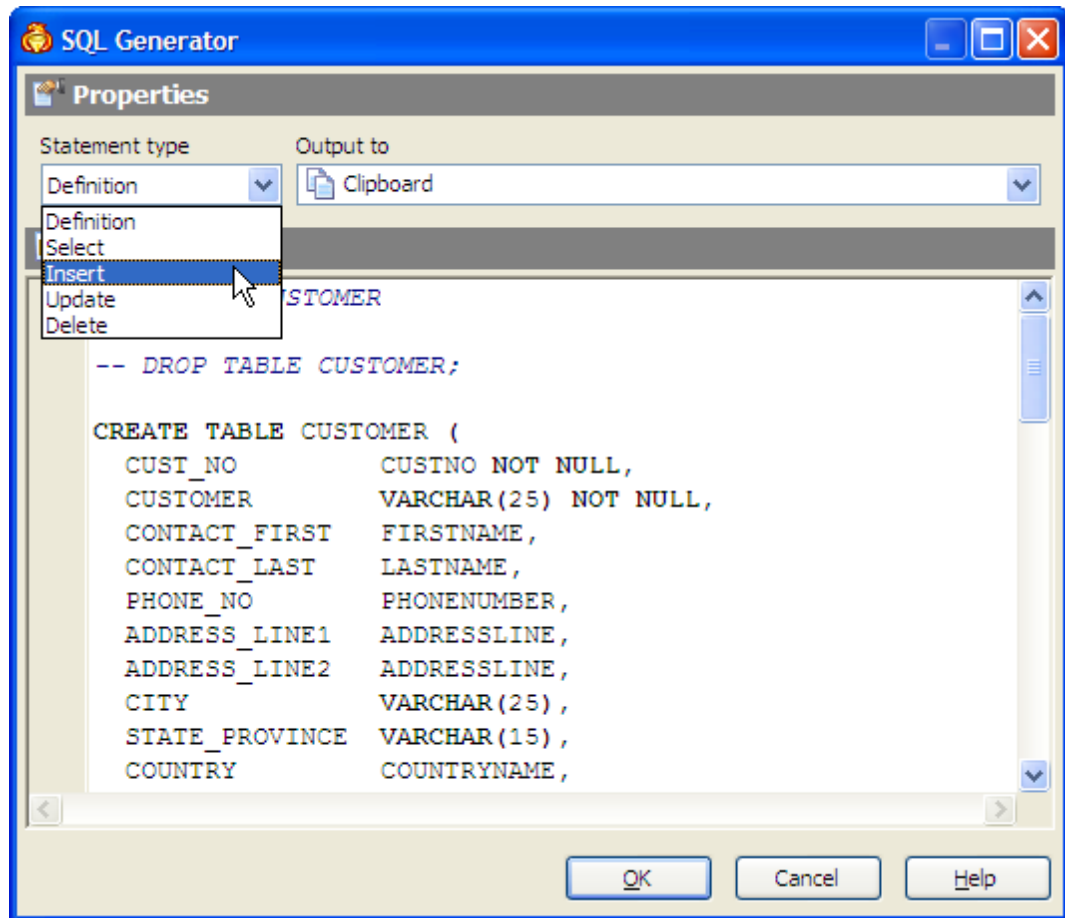 SQL Generator
Properties
Statement type Output to
Definition Clipboard
Definition
Select
Insert
Update
Delete
STOMER
-- DROP TABLE CUSTOMER;
CREATE TABLE CUSTOMER (
CUST_NO CUSTNO NOT NULL,
CUSTOMER VARCHAR(25) NOT NULL,
CONTACT_FIRST FIRSTNAME,
CONTACT_LAST LASTNAME,
PHONE_NO PHONENUMBER,
ADDRESS_LINE1 ADDRESSLINE,
ADDRESS_LINE2 ADDRESSLINE,
CITY VARCHAR(25),
STATE_PROVINCE VARCHAR(15),
COUNTRY COUNTRYNAME,
OK Cancel Help